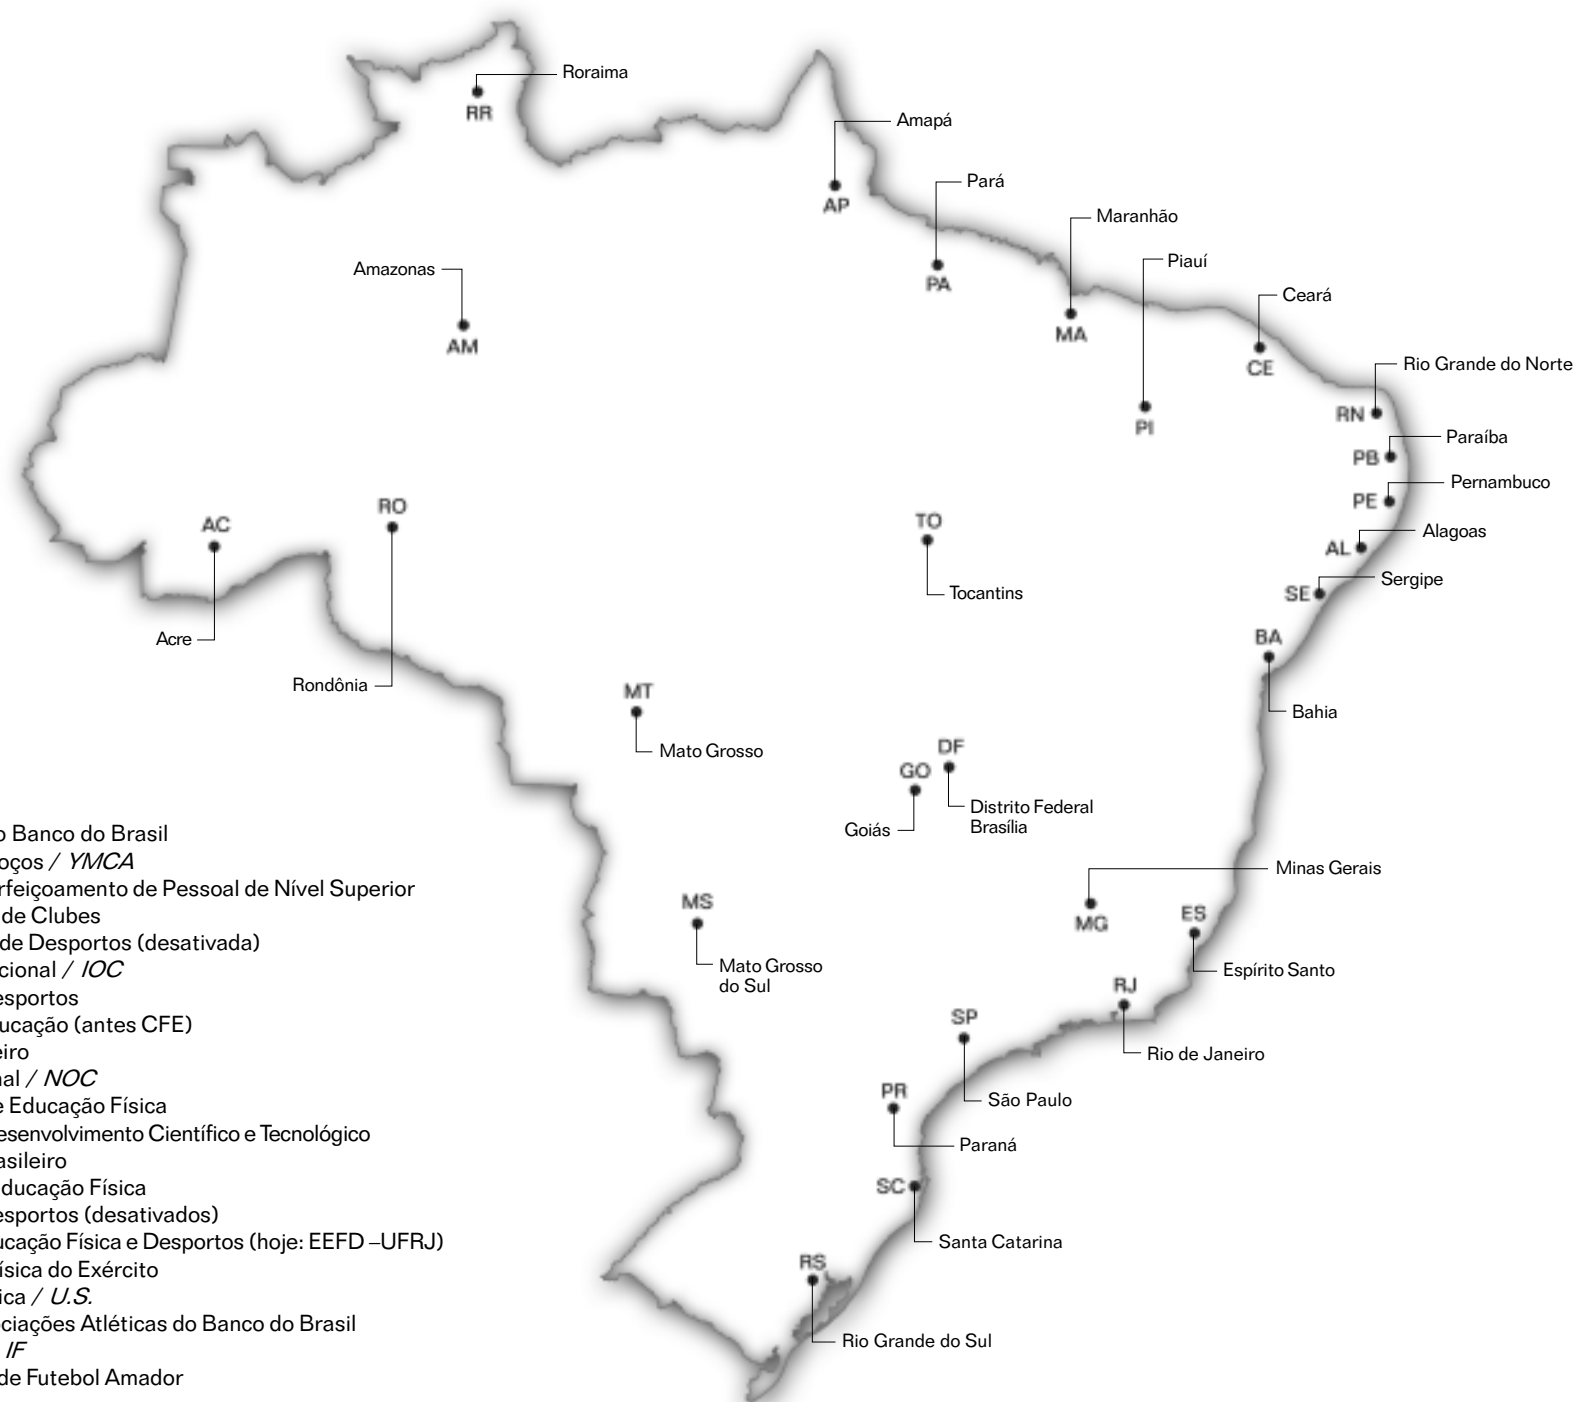 Roraima
RR
Amapá
AP
Pará
PA
Maranhão
MA
Piauí
PI
Amazonas
AM
Ceará
CE
Rio Grande do Norte
RN
Paraíba
PB
Pernambuco
PE
Alagoas
AL
Sergipe
SE
AC
Acre
RO
Rondônia
TO
Tocantins
BA
Bahia
MT
Mato Grosso
DF
Distrito Federal
Brasília
GO
Goiás
Minas Gerais
MG
ES
Espírito Santo
MS
Mato Grosso
do Sul
RJ
Rio de Janeiro
SP
São Paulo
PR
Paraná
SC
Santa Catarina
RS
Rio Grande do Sul
o Banco do Brasil
oços / YMCA
rfeiçoamento de Pessoal de Nível Superior
de Clubes
de Desportos (desativada)
cional / IOC
esportos
ucação (antes CFE)
eiro
nal / NOC
e Educação Física
esenvolvimento Científico e Tecnológico
asileiro
Educação Física
esportos (desativados)
ucação Física e Desportos (hoje: EEFD –UFRJ)
ísica do Exército
ica / U.S.
ciações Atléticas do Banco do Brasil
IF
de Futebol Amador